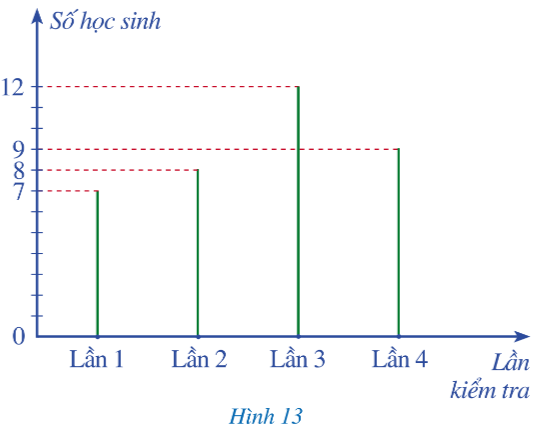 Số học sinh
12
9
8
7
0
Lần 1 Lần 2 Lần 3 Lần 4
Lần
kiểm tra
Hình 13